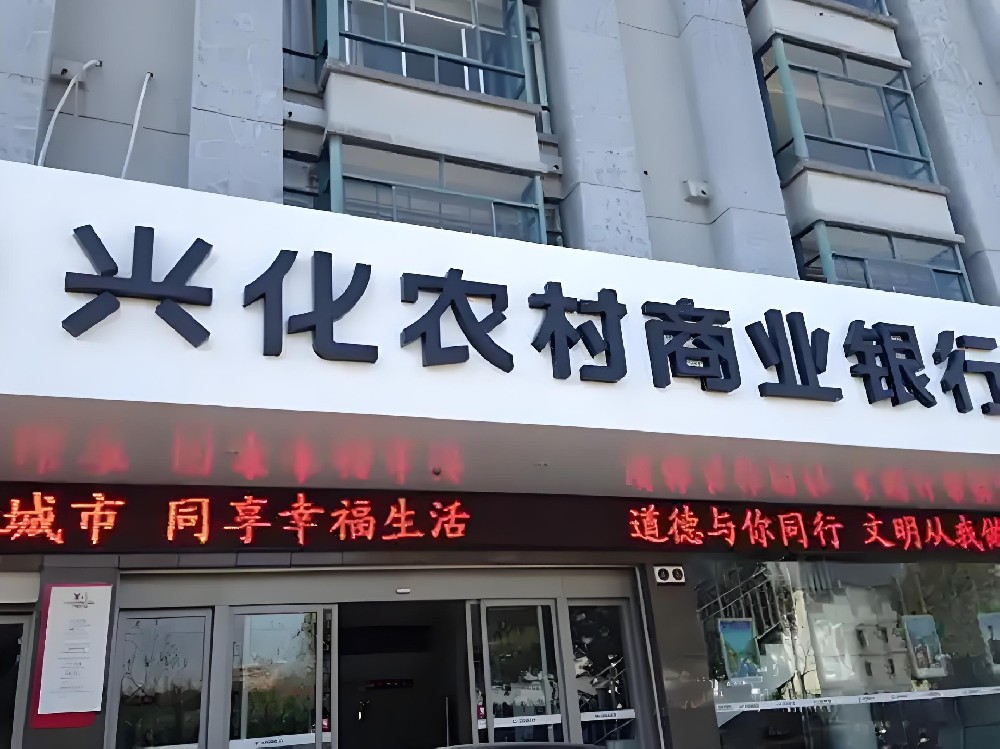 兴化农村商业银行
城市 同享幸福生活
道德与你同行 文明从我做